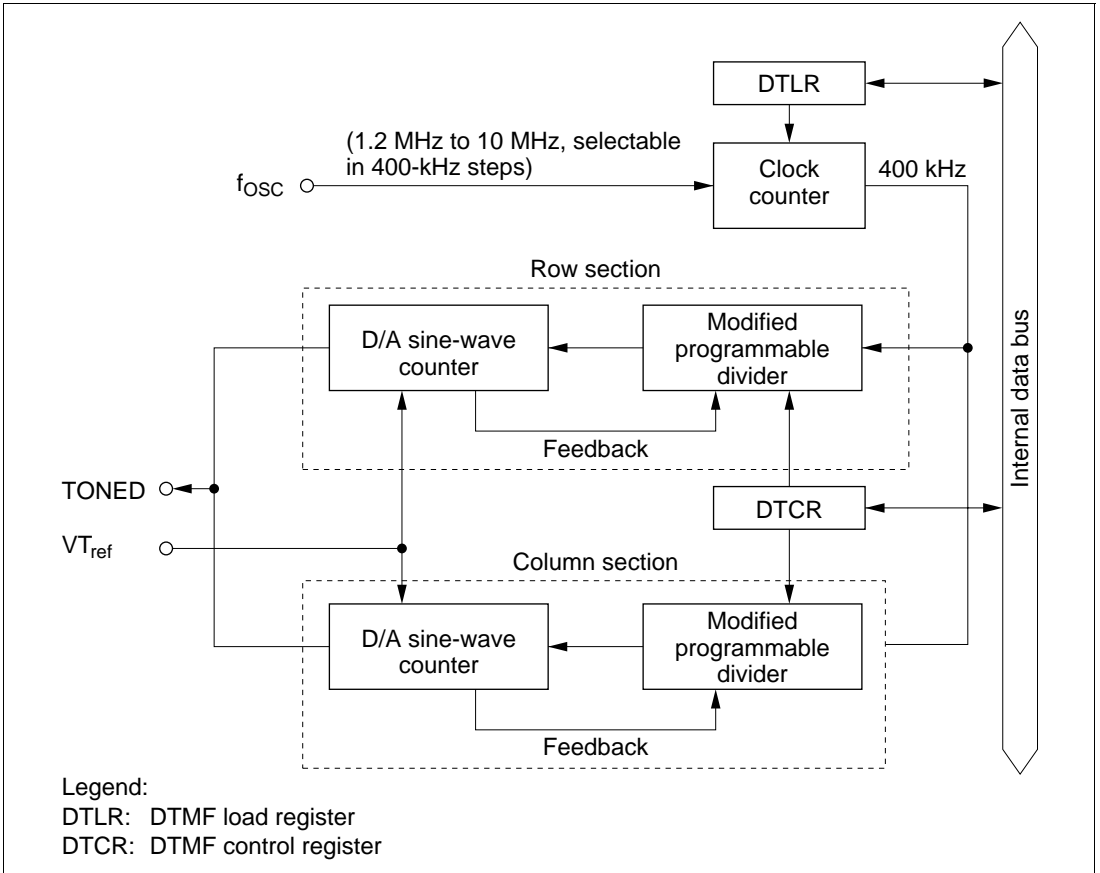 DTLR
(1.2 MHz to 10 MHz, selectable
in 400-kHz steps)
fOSC
Clock
counter
400 kHz
Internal data bus
Row section
D/A sine-wave
counter
Modified
programmable
divider
Feedback
TONED
DTCR
VTref
Column section
D/A sine-wave
counter
Modified
programmable
divider
Feedback
Legend:
DTLR: DTMF load register
DTCR: DTMF control register